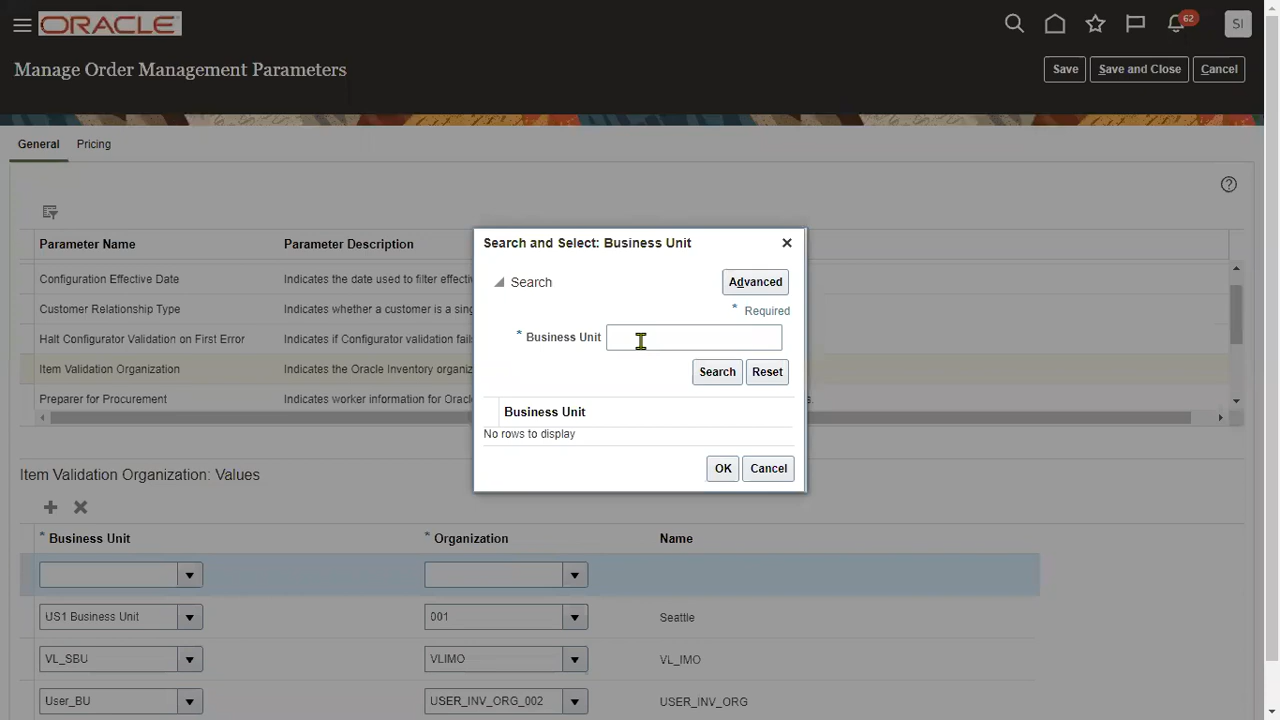 ORACLE
62
SI
Manage Order Management Parameters
Save
Save and Close
Cancel
General
Pricing
Parameter Name
Parameter Description
Configuration Effective Date
Indicates the date used to filter effectiv
Customer Relationship Type
Indicates whether a customer is a sing
Halt Configurator Validation on First Error
Indicates if Configurator validation fails
Item Validation Organization
Indicates the Oracle Inventory organiz
Preparer for Procurement
Indicates worker information for Oracle
s.
Search and Select: Business Unit
Search
Advanced
* Required
* Business Unit
Search
Reset
Business Unit
No rows to display
OK
Cancel
Item Validation Organization: Values
* Business Unit
* Organization
Name
US1 Business Unit
001
Seattle
VL_SBU
VLIMO
VL_IMO
User_BU
USER_INV_ORG_002
USER_INV_ORG